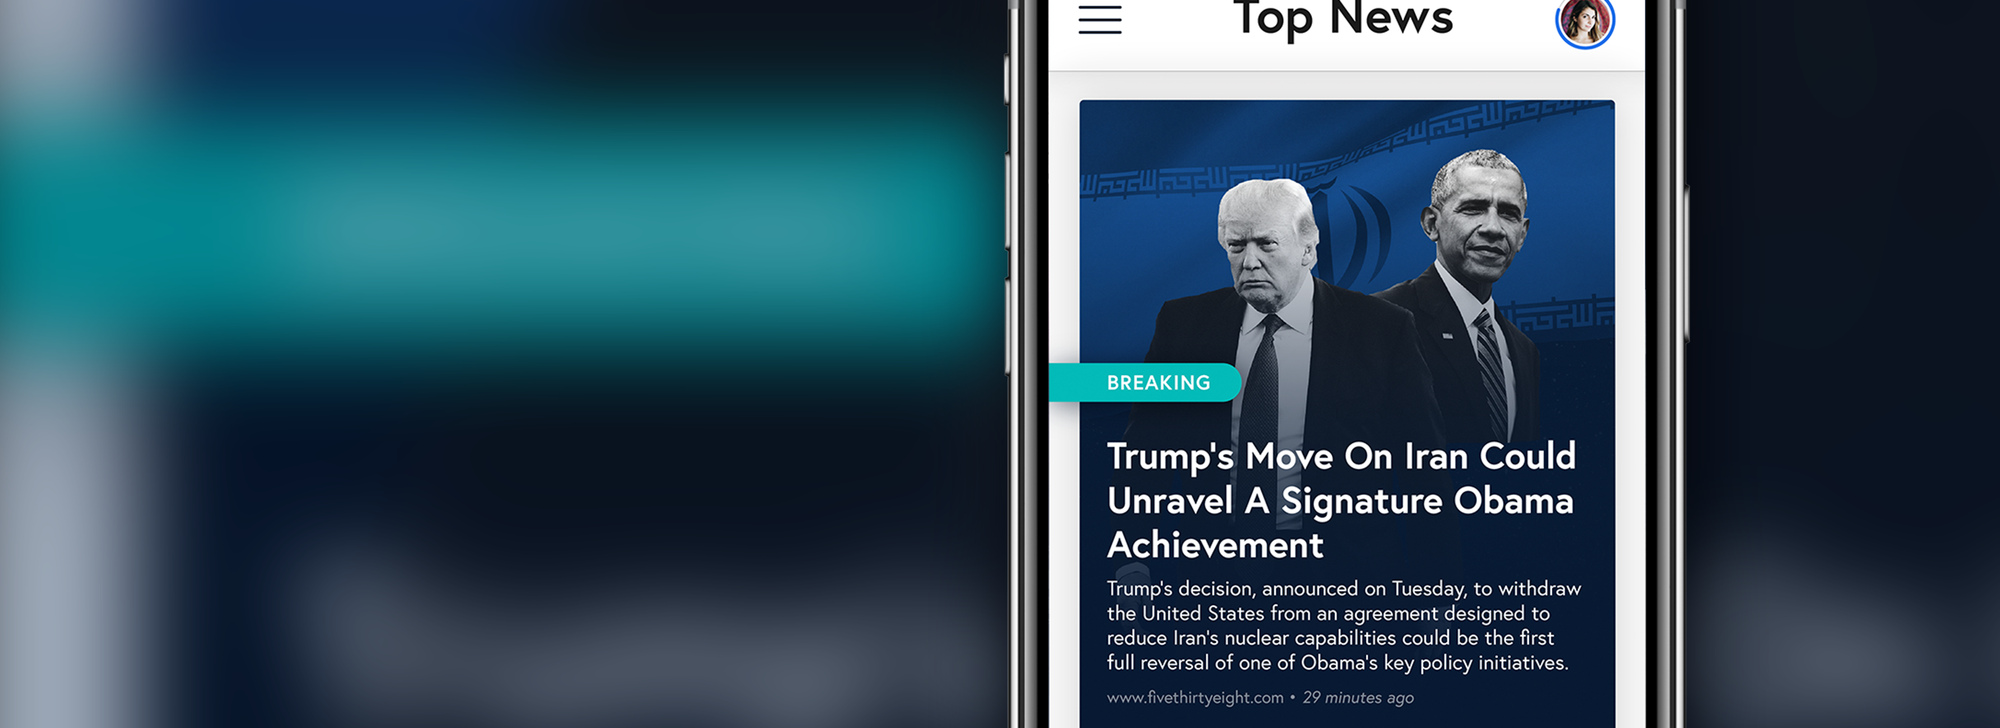 Top News
BREAKING
Trump's Move On Iran Could
Unravel A Signature Obama
Achievement
Trump's decision, announced on Tuesday, to withdraw
the United States from an agreement designed to
reduce Iran's nuclear capabilities could be the first
full reversal of one of Obama's key policy initiatives.
www.fivethirtyeight.com • 29 minutes ago